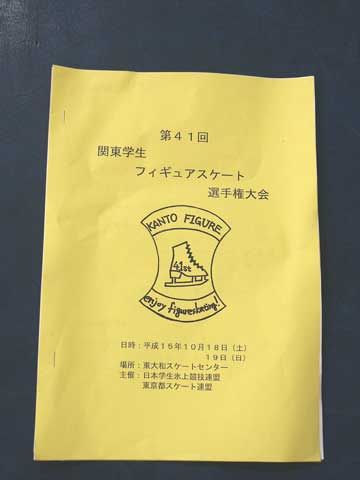 第４１回
関東学生
フィギュアスケート
選手権大会
KANTO FIGURE
41st
enjoy figureskating!
日時：平成１５年１０月１８日（土）
１９日（日）
場所：東大和スケートセンター
主催：日本学生氷上競技連盟
東京都スケート連盟